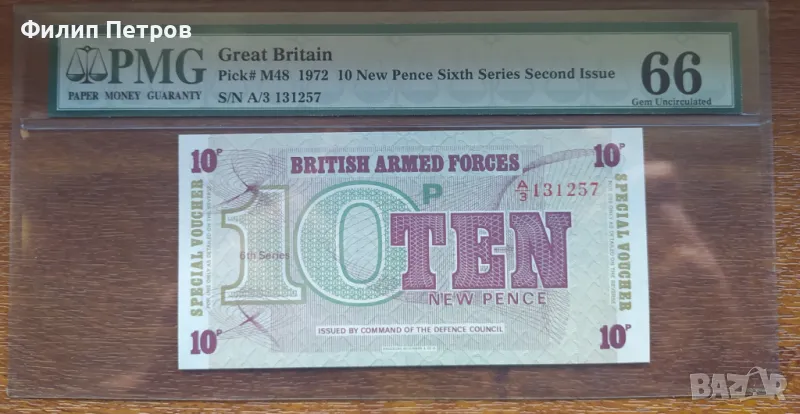 Филип Петров
PMG
PAPER MONEY GUARANTY
Great Britain
Pick# M48 1972 10 New Pence Sixth Series Second Issue
S/N A/3 131257
66
Gem Uncirculated
10P
BRITISH ARMED FORCES
10P
SPECIAL VOUCHER
10P
A/3 131257
6th Series
TEN
NEW PENCE
SPECIAL VOUCHER
ISSUED BY COMMAND OF THE DEFENCE COUNCIL
10P
10P
BAZAR